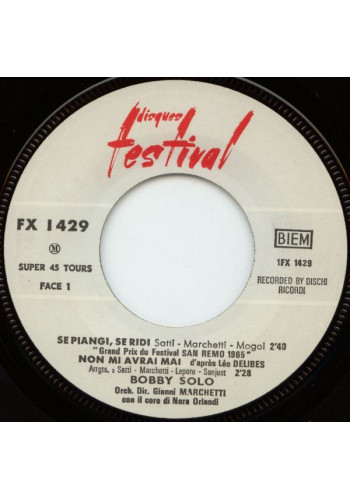 disques
festival
FX 1429
M
SUPER 45 TOURS
FACE 1
BIEM
1FX 1429
RECORDED BY DISCHI
RICORDI
SE PIANGI, SE RIDI Satti - Marchetti - Mogol 2'40
"Grand Prix du Festival SAN REMO 1965"
NON MI AVRAI MAI d'après Léo DELIBES
Arrgts. : Satti - Marchetti - Lepore - Sanjust 2'28
BOBBY SOLO
Orch. Dir. Gianni MARCHETTI
con il coro di Nora Orlandi